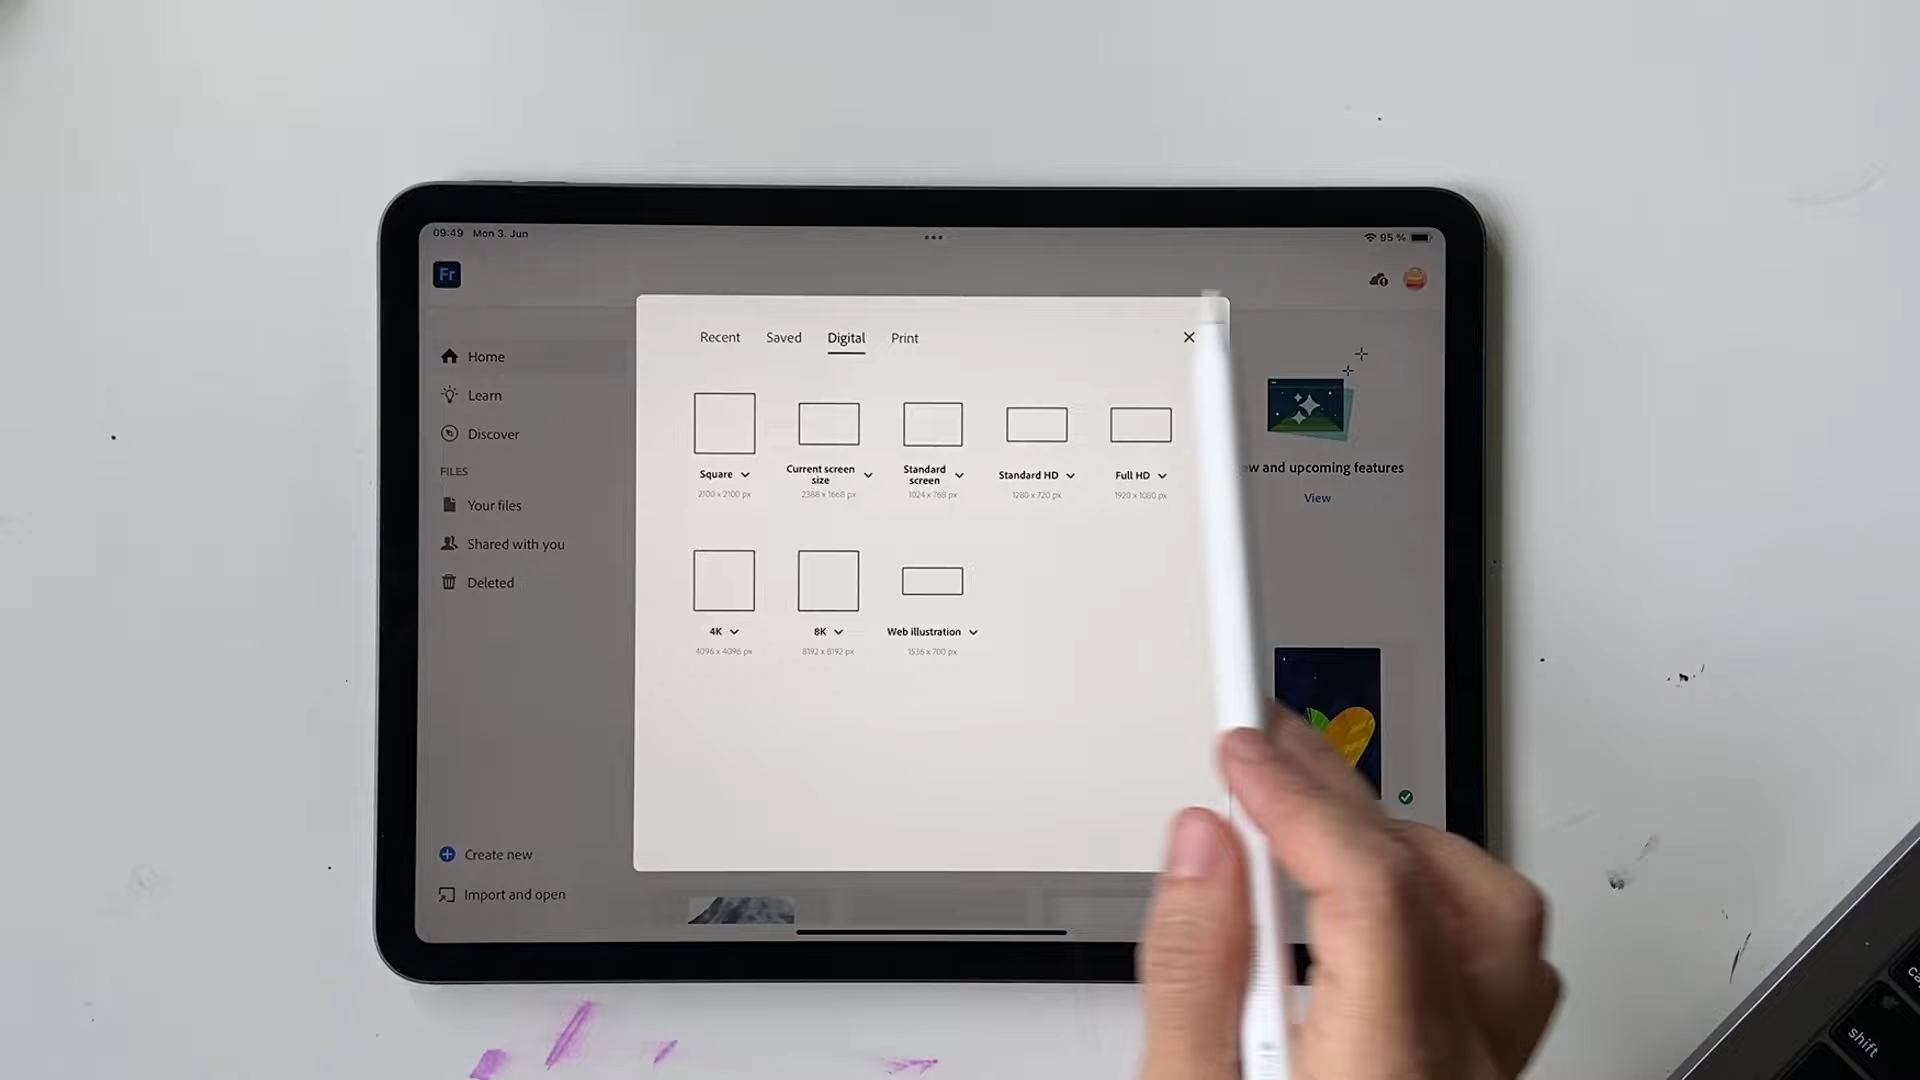 09:49 Mon 3. Jun
95 %
Fr
Home
Learn
Discover
FILES
Your files
Shared with you
Deleted
Create new
Import and open
Recent Saved Digital Print
Square
2100 x 2100 px
Current screen
size
2388 x 1668 px
Standard
screen
1024 x 768 px
Standard HD
1280 x 720 px
Full HD
1920 x 1080 px
4K
4096 x 4096 px
8K
8192 x 8192 px
Web illustration
1536 x 700 px
and upcoming features
View
shift